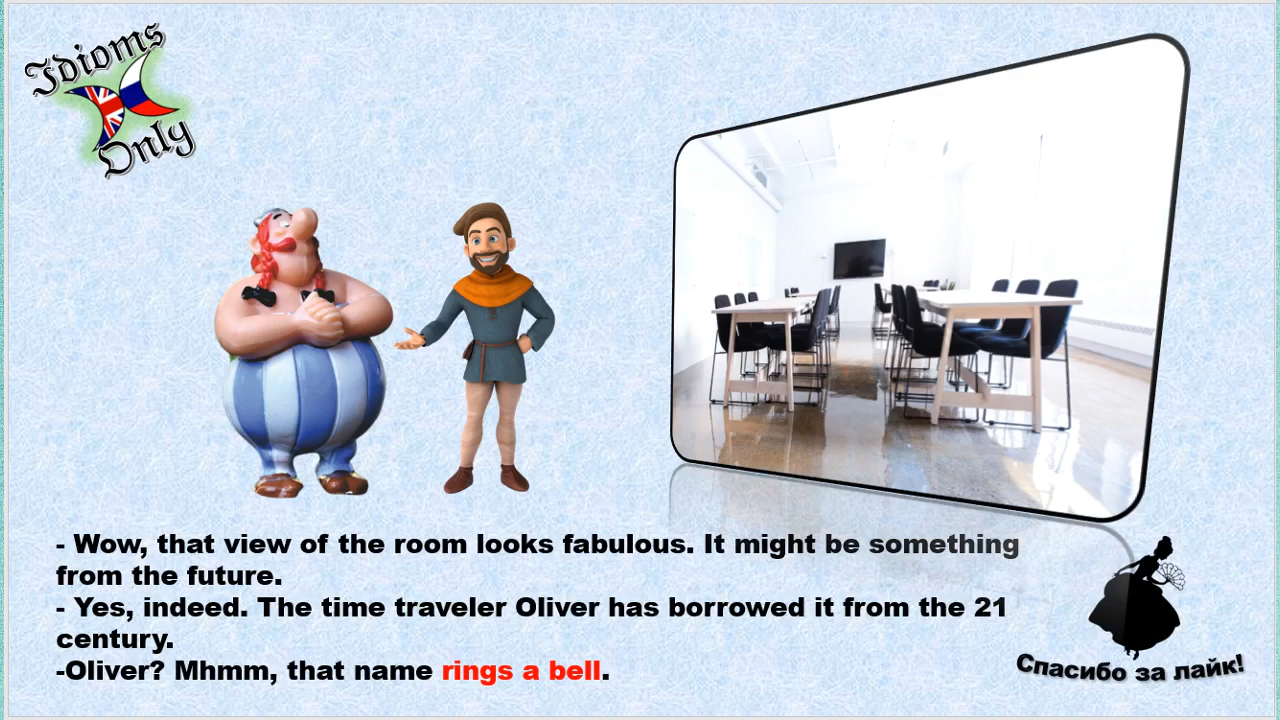 Idioms
Only
- Wow, that view of the room looks fabulous. It might be something
from the future.
- Yes, indeed. The time traveler Oliver has borrowed it from the 21
century.
-Oliver? Mhmm, that name rings a bell.
Спасибо за лайк!